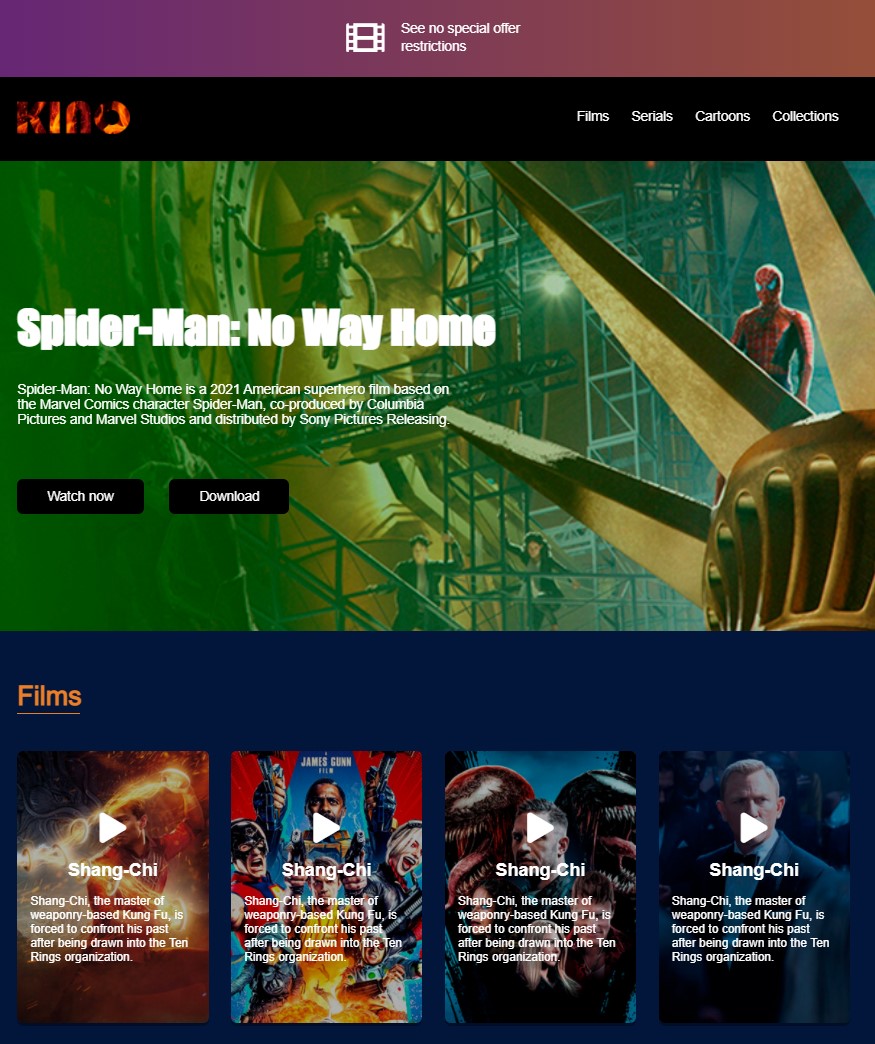 See no special offer
restrictions
KINO
Films Serials Cartoons Collections
Spider-Man: No Way Home
Spider-Man: No Way Home is a 2021 American superhero film based on
the Marvel Comics character Spider-Man, co-produced by Columbia
Pictures and Marvel Studios and distributed by Sony Pictures Releasing.
Watch now Download
Films
Shang-Chi
Shang-Chi, the master of
weaponry-based Kung Fu, is
forced to confront his past
after being drawn into the Ten
Rings organization.
JAMES GUNN
FILM
Shang-Chi
Shang-Chi, the master of
weaponry-based Kung Fu, is
forced to confront his past
after being drawn into the Ten
Rings organization.
Shang-Chi
Shang-Chi, the master of
weaponry-based Kung Fu, is
forced to confront his past
after being drawn into the Ten
Rings organization.
Shang-Chi
Shang-Chi, the master of
weaponry-based Kung Fu, is
forced to confront his past
after being drawn into the Ten
Rings organization.